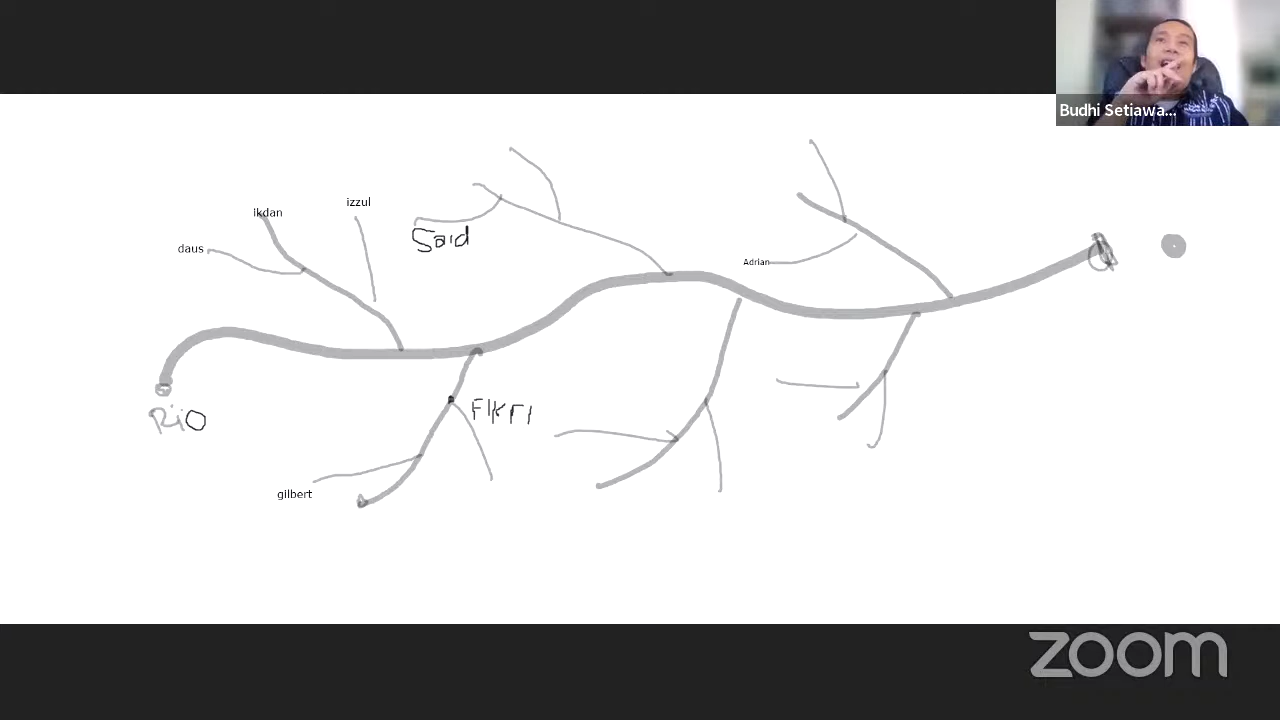 Budhi Setiawa...
izzul
ikdan
daus
Said
Adrian
RiO
FIkrI
gilbert
zoom